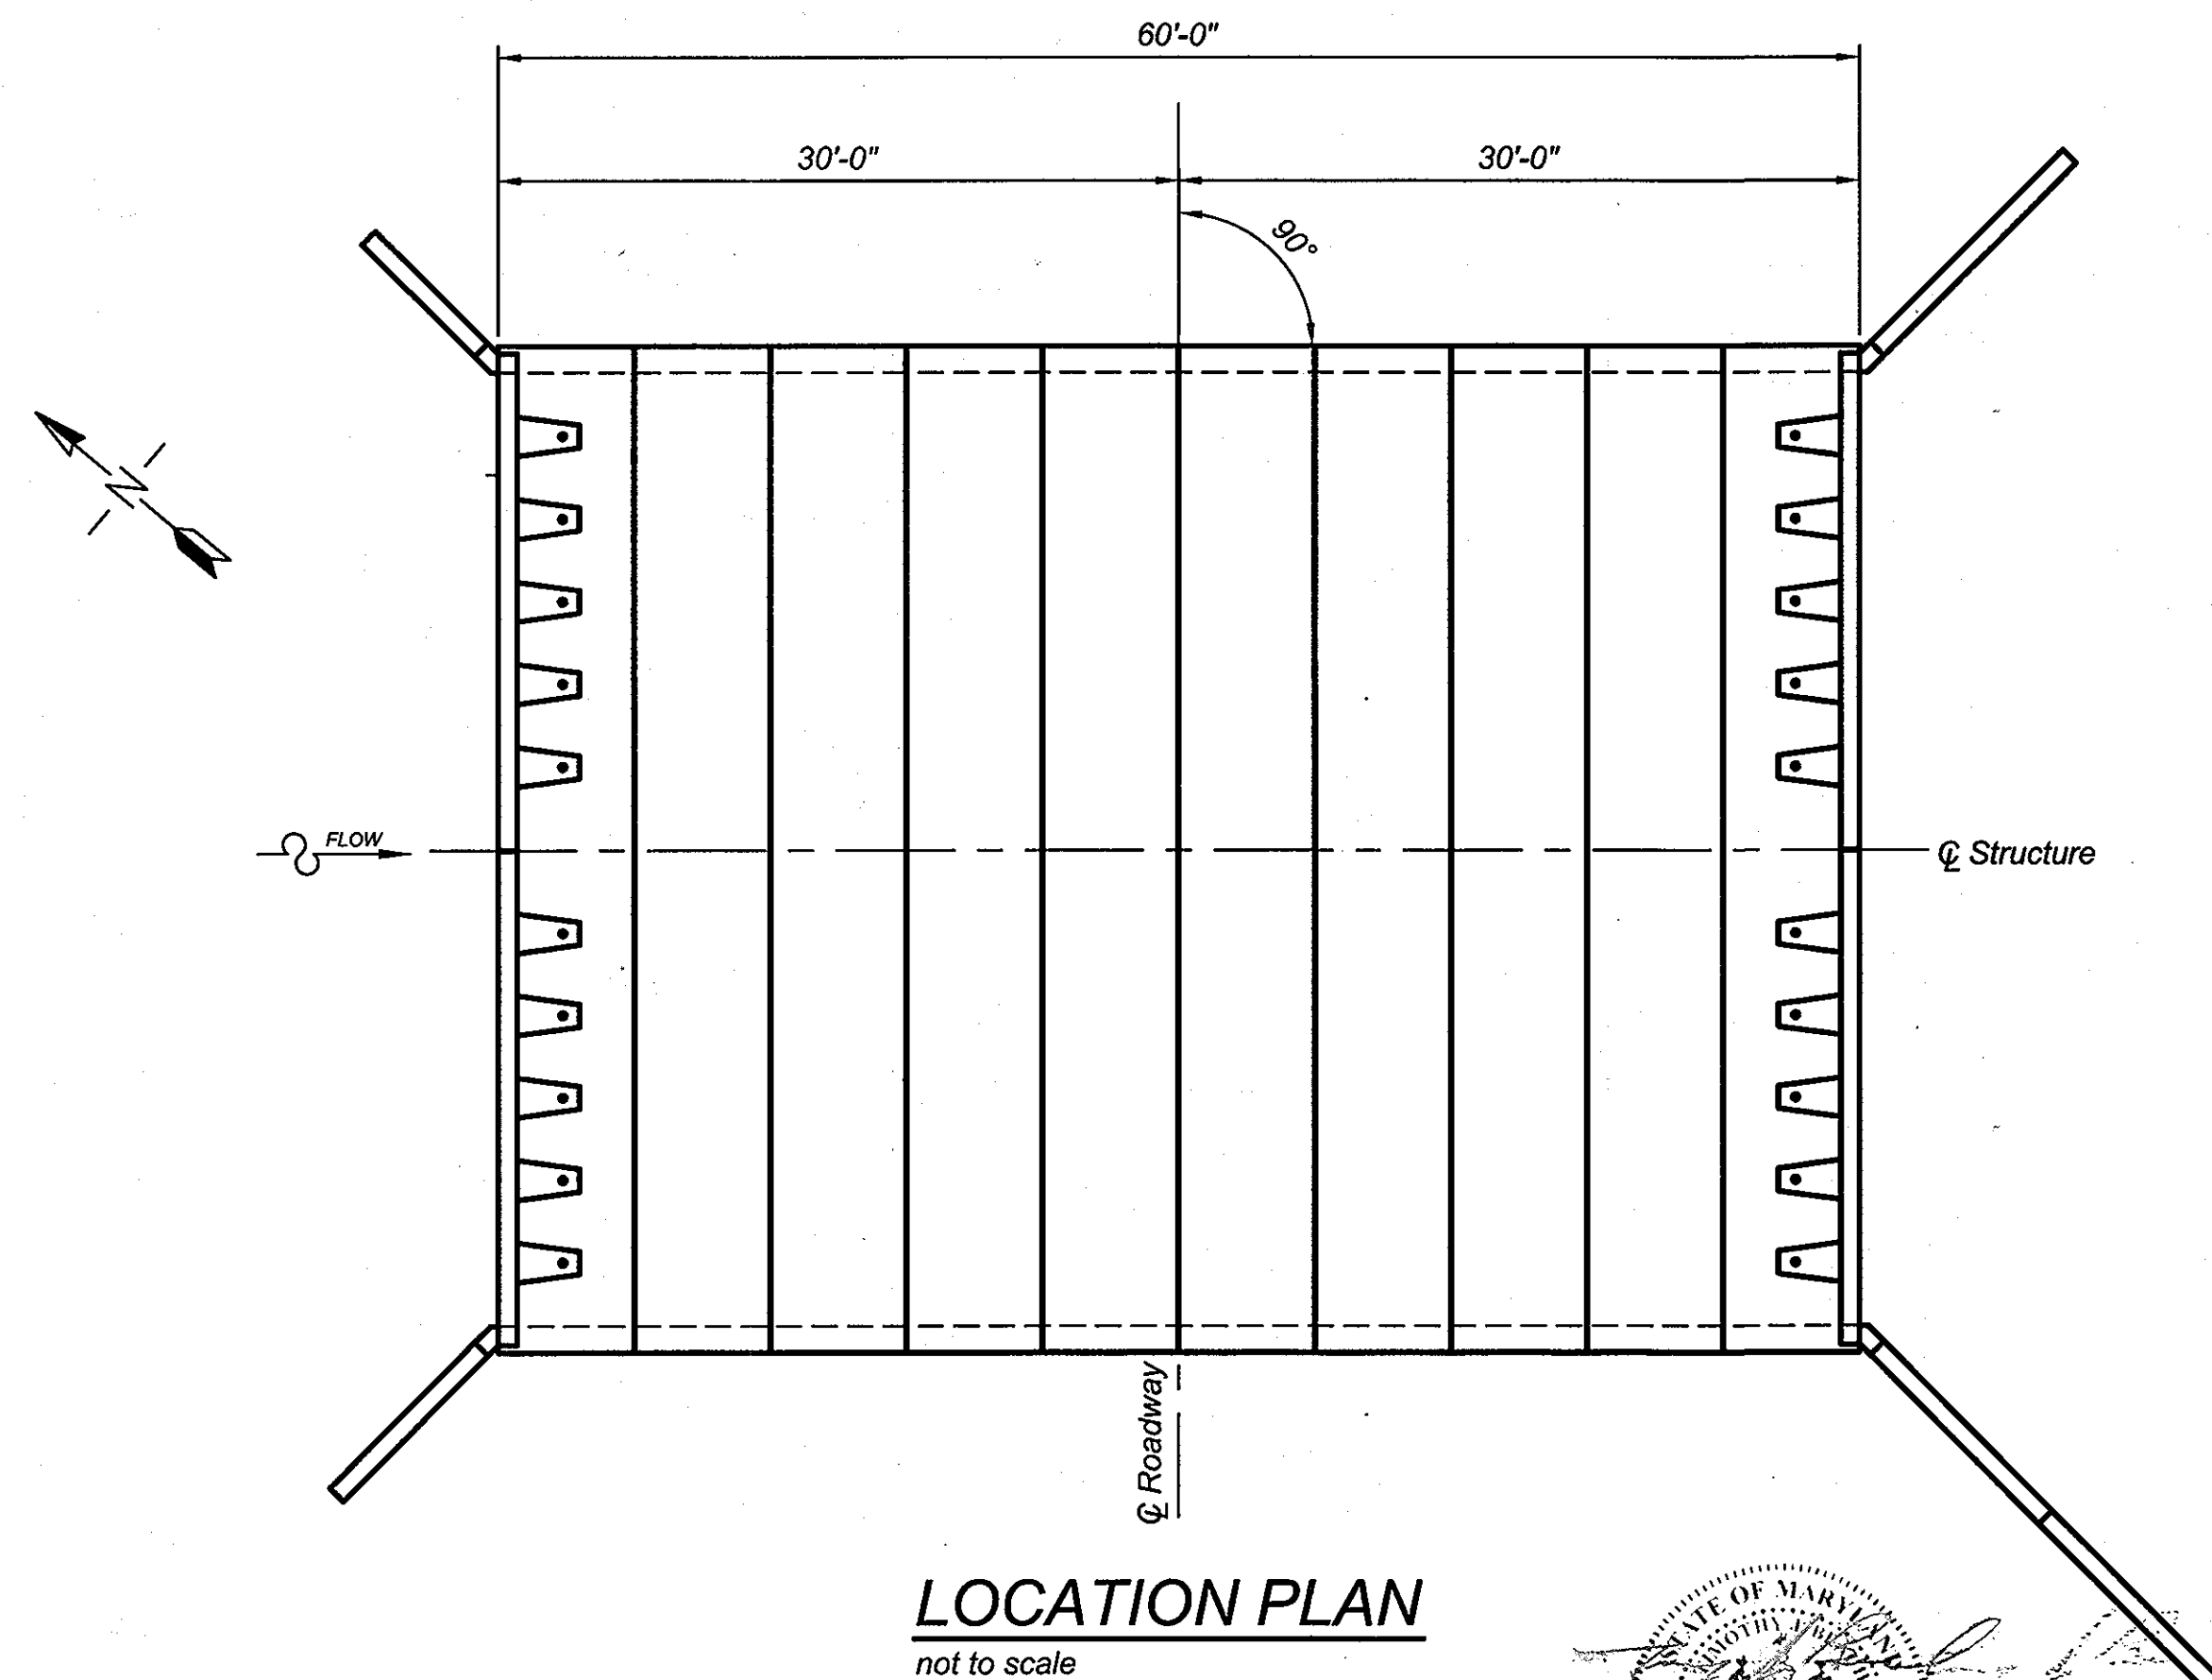 60'-0"
30'-0"
30'-0"
90°
N
FLOW
℄ Structure
℄ Roadway
LOCATION PLAN
not to scale
STATE OF MARYLAND